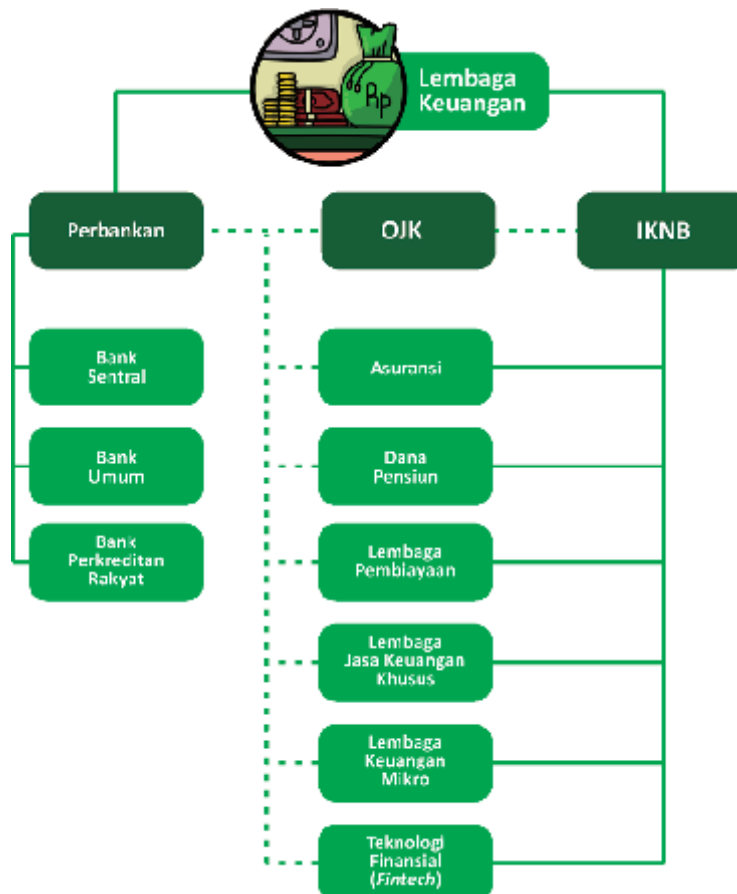 Rp
Lembaga
Keuangan
Perbankan
OJK
IKNB
Bank
Sentral
Asuransi
Bank
Umum
Dana
Pensiun
Bank
Perkreditan
Rakyat
Lembaga
Pembiayaan
Lembaga
Jasa Keuangan
Khusus
Lembaga
Keuangan
Mikro
Teknologi
Finansial
(Fintech)